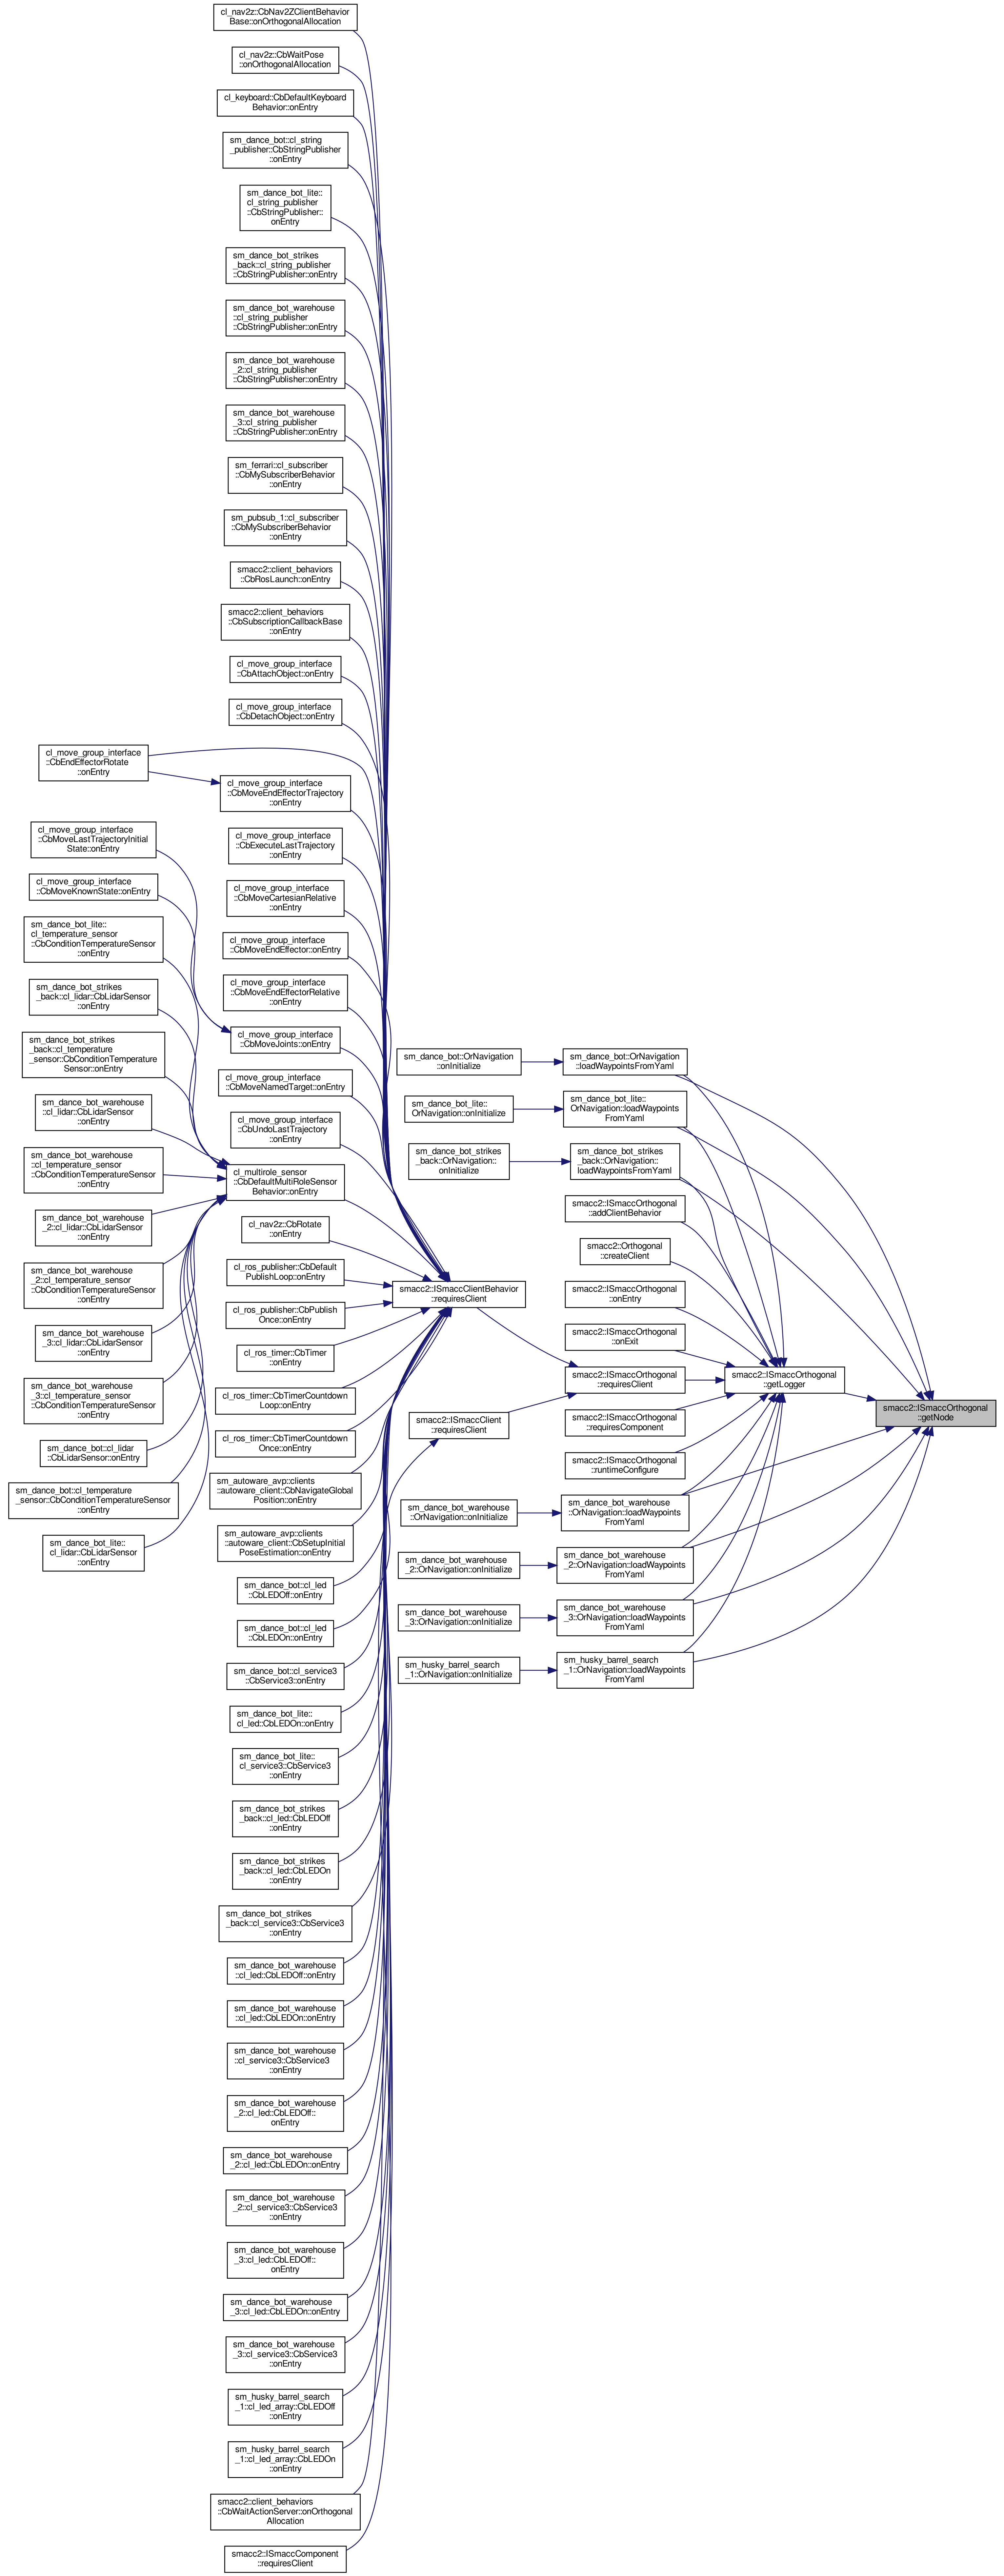 cl_nav2z::CbNav2ZClientBehavior
Base::onOrthogonalAllocation
cl_nav2z::CbWaitPose
::onOrthogonalAllocation
cl_keyboard::CbDefaultKeyboard
Behavior::onEntry
sm_dance_bot::cl_string
_publisher::CbStringPublisher
::onEntry
sm_dance_bot_lite::
cl_string_publisher
::CbStringPublisher::
onEntry
sm_dance_bot_strikes
_back::cl_string_publisher
::CbStringPublisher::onEntry
sm_dance_bot_warehouse
::cl_string_publisher
::CbStringPublisher::onEntry
sm_dance_bot_warehouse
_2::cl_string_publisher
::CbStringPublisher::onEntry
sm_dance_bot_warehouse
_3::cl_string_publisher
::CbStringPublisher::onEntry
sm_ferrari::cl_subscriber
::CbMySubscriberBehavior
::onEntry
sm_pubsub_1::cl_subscriber
::CbMySubscriberBehavior
::onEntry
smacc2::client_behaviors
::CbRosLaunch::onEntry
smacc2::client_behaviors
::CbSubscriptionCallbackBase
::onEntry
cl_move_group_interface
::CbAttachObject::onEntry
cl_move_group_interface
::CbDetachObject::onEntry
cl_move_group_interface
::CbEndEffectorRotate
::onEntry
cl_move_group_interface
::CbMoveEndEffectorTrajectory
::onEntry
cl_move_group_interface
::CbMoveLastTrajectoryInitial
State::onEntry
cl_move_group_interface
::CbExecuteLastTrajectory
::onEntry
cl_move_group_interface
::CbMoveKnownState::onEntry
cl_move_group_interface
::CbMoveCartesianRelative
::onEntry
sm_dance_bot_lite::
cl_temperature_sensor
::CbConditionTemperatureSensor
::onEntry
cl_move_group_interface
::CbMoveEndEffector::onEntry
sm_dance_bot_strikes
_back::cl_lidar::CbLidarSensor
::onEntry
cl_move_group_interface
::CbMoveEndEffectorRelative
::onEntry
sm_dance_bot_strikes
_back::cl_temperature
_sensor::CbConditionTemperature
Sensor::onEntry
cl_move_group_interface
::CbMoveJoints::onEntry
sm_dance_bot::OrNavigation
::onInitialize
sm_dance_bot::OrNavigation
::loadWaypointsFromYaml
cl_move_group_interface
::CbMoveNamedTarget::onEntry
sm_dance_bot_warehouse
::cl_lidar::CbLidarSensor
::onEntry
sm_dance_bot_lite::
OrNavigation::onInitialize
sm_dance_bot_lite::
OrNavigation::loadWaypoints
FromYaml
cl_move_group_interface
::CbUndoLastTrajectory
::onEntry
sm_dance_bot_warehouse
::cl_temperature_sensor
::CbConditionTemperatureSensor
::onEntry
cl_multirole_sensor
::CbDefaultMultiRoleSensor
Behavior::onEntry
sm_dance_bot_strikes
_back::OrNavigation::
onInitialize
sm_dance_bot_strikes
_back::OrNavigation::
loadWaypointsFromYaml
sm_dance_bot_warehouse
_2::cl_lidar::CbLidarSensor
::onEntry
cl_nav2z::CbRotate
::onEntry
smacc2::ISmaccOrthogonal
::addClientBehavior
smacc2::Orthogonal
::createClient
sm_dance_bot_warehouse
_2::cl_temperature_sensor
::CbConditionTemperatureSensor
::onEntry
cl_ros_publisher::CbDefault
PublishLoop::onEntry
smacc2::ISmaccClientBehavior
::requiresClient
smacc2::ISmaccOrthogonal
::onEntry
cl_ros_publisher::CbPublish
Once::onEntry
sm_dance_bot_warehouse
_3::cl_lidar::CbLidarSensor
::onEntry
cl_ros_timer::CbTimer
::onEntry
smacc2::ISmaccOrthogonal
::onExit
sm_dance_bot_warehouse
_3::cl_temperature_sensor
::CbConditionTemperatureSensor
::onEntry
cl_ros_timer::CbTimerCountdown
Loop::onEntry
smacc2::ISmaccOrthogonal
::requiresClient
smacc2::ISmaccOrthogonal
::getLogger
smacc2::ISmaccOrthogonal
::getNode
smacc2::ISmaccClient
::requiresClient
smacc2::ISmaccOrthogonal
::requiresComponent
sm_dance_bot::cl_lidar
::CbLidarSensor::onEntry
cl_ros_timer::CbTimerCountdown
Once::onEntry
smacc2::ISmaccOrthogonal
::runtimeConfigure
sm_dance_bot::cl_temperature
_sensor::CbConditionTemperatureSensor
::onEntry
sm_autoware_avp::clients
::autoware_client::CbNavigateGlobal
Position::onEntry
sm_dance_bot_warehouse
::OrNavigation::onInitialize
sm_dance_bot_warehouse
::OrNavigation::loadWaypoints
FromYaml
sm_dance_bot_lite::
cl_lidar::CbLidarSensor
::onEntry
sm_autoware_avp::clients
::autoware_client::CbSetupInitial
PoseEstimation::onEntry
sm_dance_bot_warehouse
_2::OrNavigation::onInitialize
sm_dance_bot_warehouse
_2::OrNavigation::loadWaypoints
FromYaml
sm_dance_bot::cl_led
::CbLEDOff::onEntry
sm_dance_bot_warehouse
_3::OrNavigation::onInitialize
sm_dance_bot_warehouse
_3::OrNavigation::loadWaypoints
FromYaml
sm_dance_bot::cl_led
::CbLEDOn::onEntry
sm_dance_bot::cl_service3
::CbService3::onEntry
sm_husky_barrel_search
_1::OrNavigation::onInitialize
sm_husky_barrel_search
_1::OrNavigation::loadWaypoints
FromYaml
sm_dance_bot_lite::
cl_led::CbLEDOn::onEntry
sm_dance_bot_lite::
cl_service3::CbService3
::onEntry
sm_dance_bot_strikes
_back::cl_led::CbLEDOff
::onEntry
sm_dance_bot_strikes
_back::cl_led::CbLEDOn
::onEntry
sm_dance_bot_strikes
_back::cl_service3::CbService3
::onEntry
sm_dance_bot_warehouse
::cl_led::CbLEDOff::onEntry
sm_dance_bot_warehouse
::cl_led::CbLEDOn::onEntry
sm_dance_bot_warehouse
::cl_service3::CbService3
::onEntry
sm_dance_bot_warehouse
_2::cl_led::CbLEDOff::
onEntry
sm_dance_bot_warehouse
_2::cl_led::CbLEDOn::onEntry
sm_dance_bot_warehouse
_2::cl_service3::CbService3
::onEntry
sm_dance_bot_warehouse
_3::cl_led::CbLEDOff::
onEntry
sm_dance_bot_warehouse
_3::cl_led::CbLEDOn::onEntry
sm_dance_bot_warehouse
_3::cl_service3::CbService3
::onEntry
sm_husky_barrel_search
_1::cl_led_array::CbLEDOff
::onEntry
sm_husky_barrel_search
_1::cl_led_array::CbLEDOn
::onEntry
smacc2::client_behaviors
::CbWaitActionServer::onOrthogonal
Allocation
smacc2::ISmaccComponent
::requiresClient